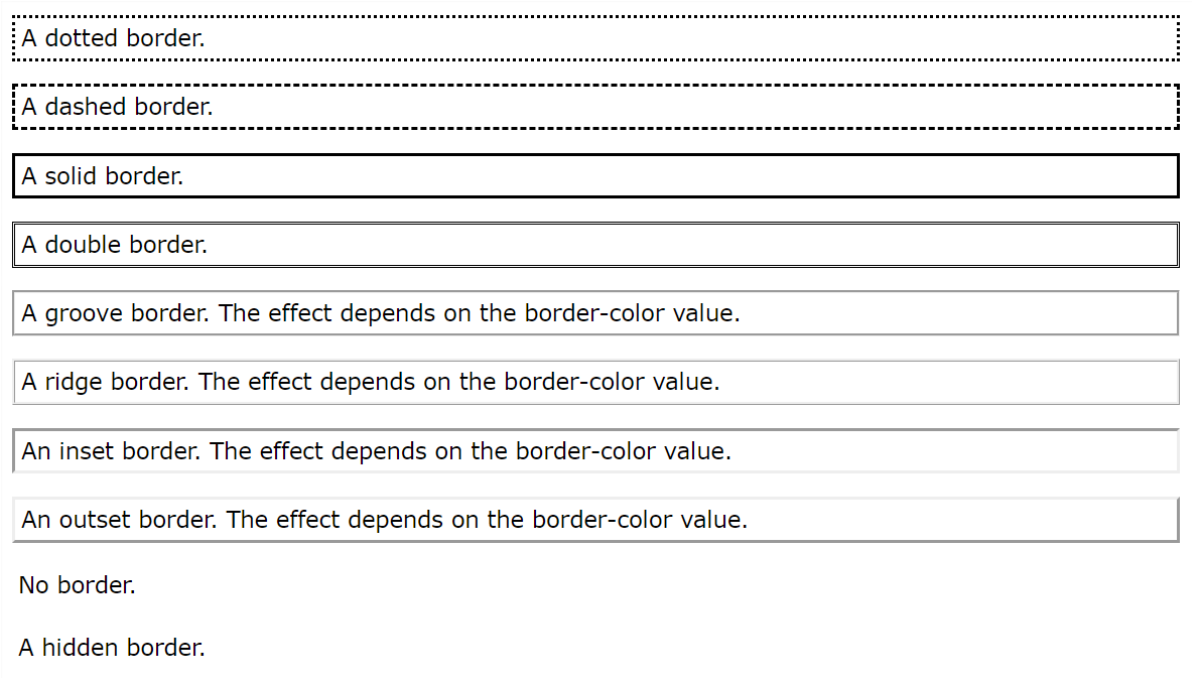 A dotted border.
A dashed border.
A solid border.
A double border.
A groove border. The effect depends on the border-color value.
A ridge border. The effect depends on the border-color value.
An inset border. The effect depends on the border-color value.
An outset border. The effect depends on the border-color value.
No border.
A hidden border.